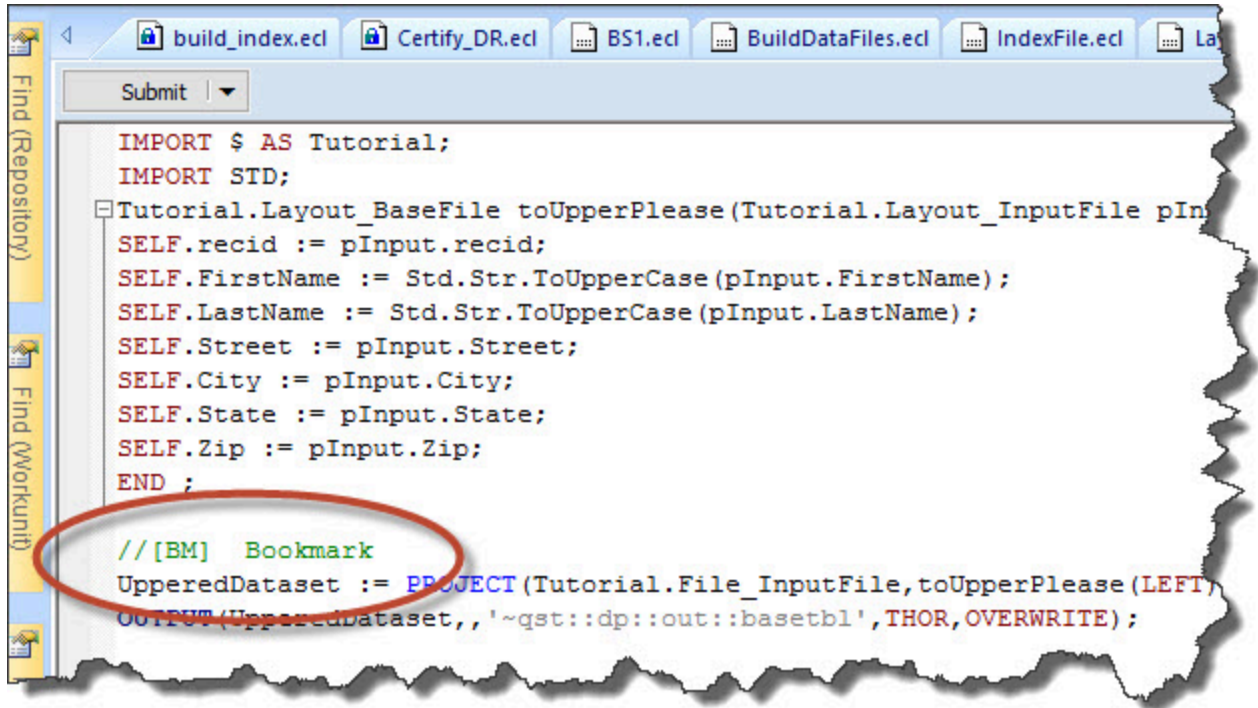 build_index.ecl Certify_DR.ecl BS1.ecl BuildDataFiles.ecl IndexFile.ecl
Submit
Find (Repository)
Find (Workunit)
IMPORT $ AS Tutorial;
IMPORT STD;
Tutorial.Layout_BaseFile toUpperPlease(Tutorial.Layout_InputFile
SELF.recid := pInput.recid;
SELF.FirstName := Std.Str.ToUpperCase(pInput.FirstName);
SELF.LastName := Std.Str.ToUpperCase(pInput.LastName);
SELF.Street := pInput.Street;
SELF.City := pInput.City;
SELF.State := pInput.State;
SELF.Zip := pInput.Zip;
END ;
//[BM] Bookmark
UpperedDataset := PROJECT(Tutorial.File_InputFile,toUpperPlease(LEFT)
OUTPUT(UpperedDataset,,'~qst::dp::out::basetbl',THOR,OVERWRITE);